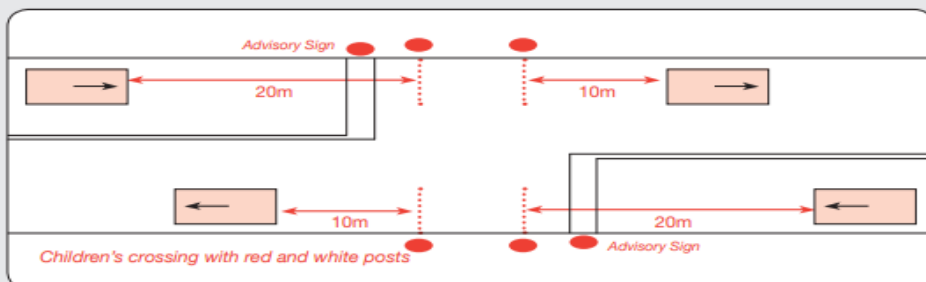 Advisory Sign
20m
10m
10m
20m
Advisory Sign
Children's crossing with red and white posts